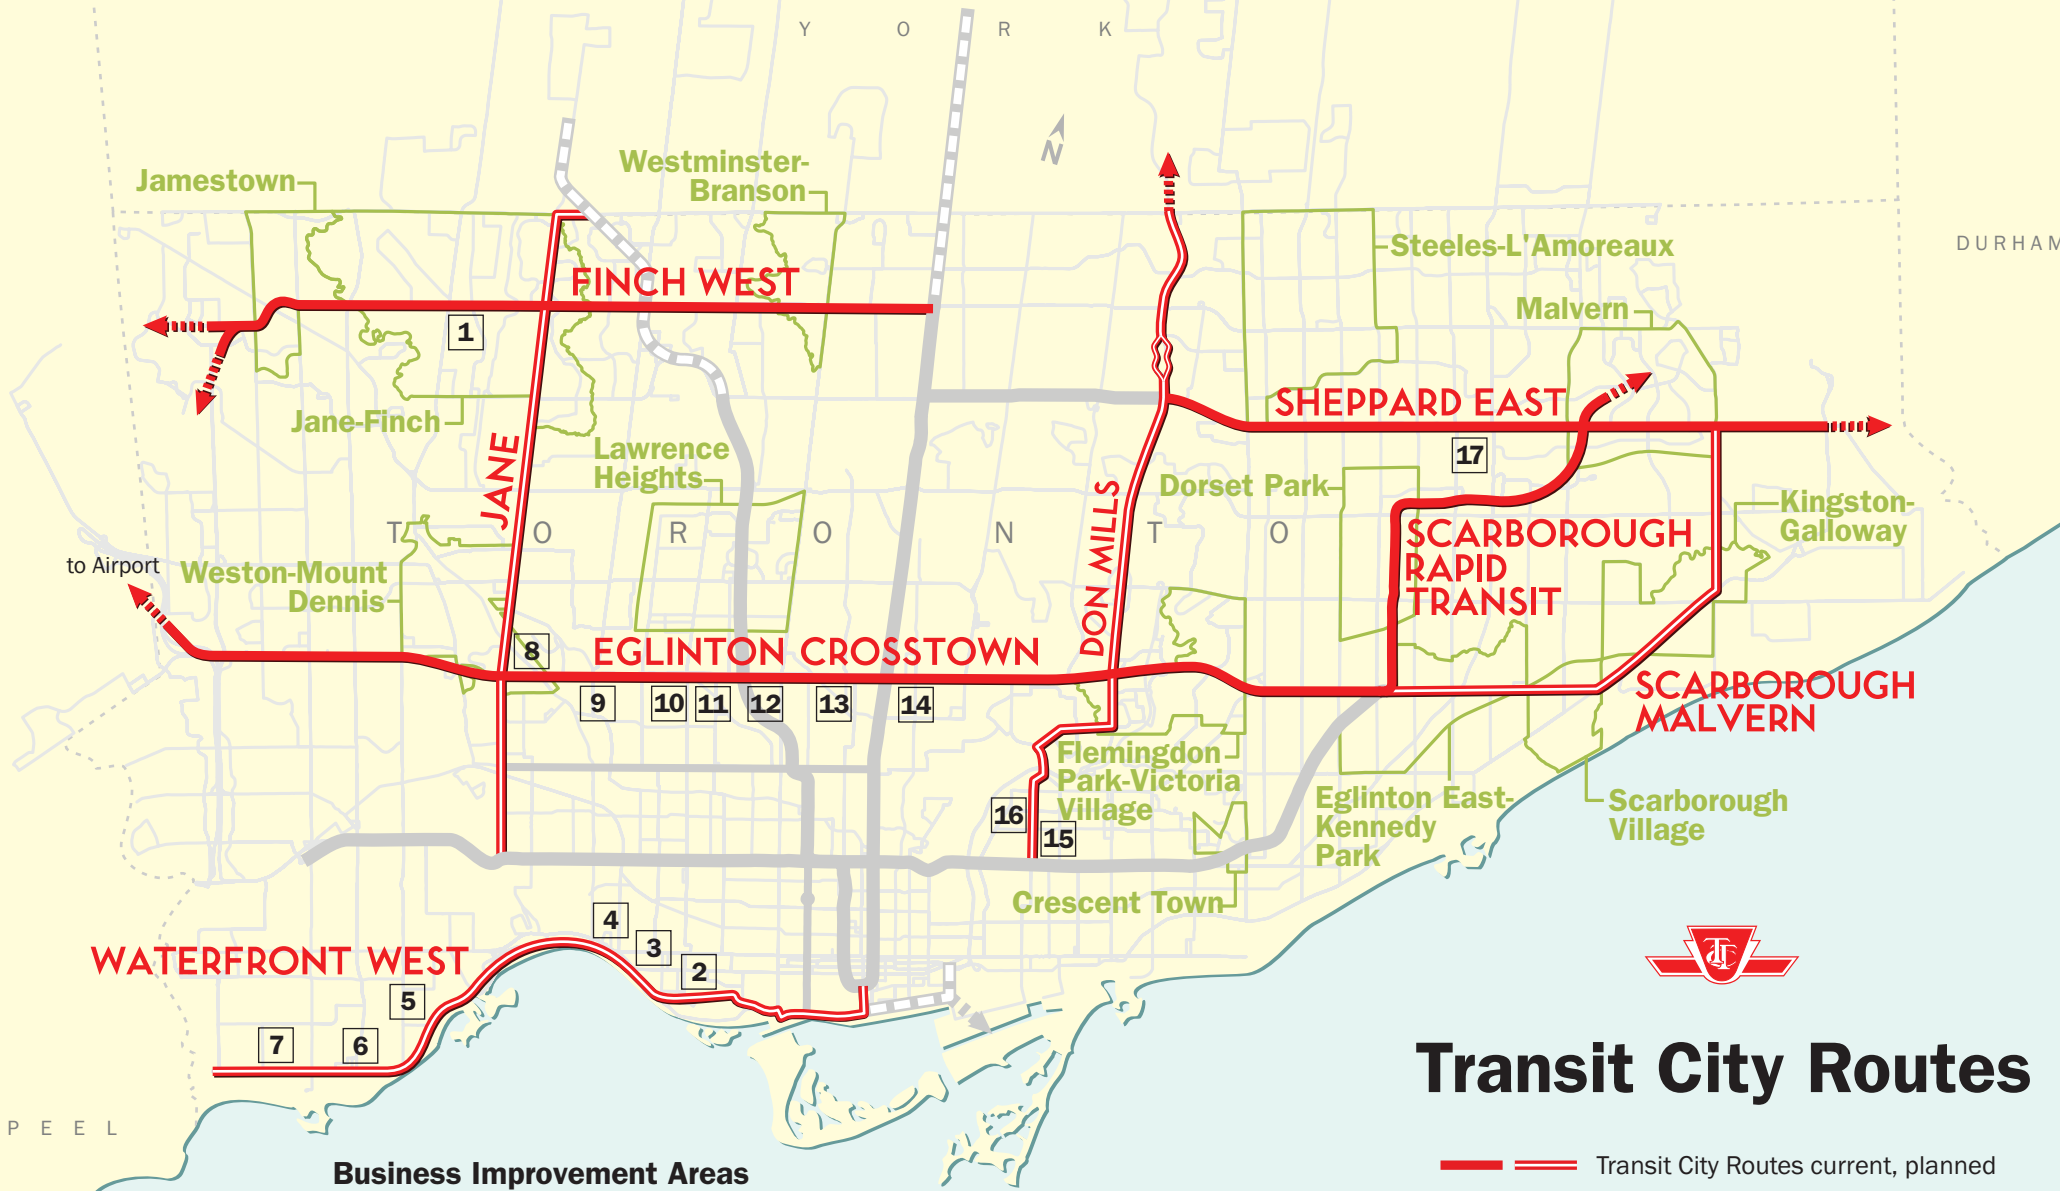 Y O R K
Westminster-
Branson
Jamestown
DURHAM
Steeles-L'Amoreaux
FINCH WEST
Malvern
1
SHEPPARD EAST
Jane-Finch
JANE
Lawrence
Heights
17
Dorset Park
DON MILLS
Kingston-
Galloway
T O R O N T O
SCARBOROUGH
RAPID
TRANSIT
to Airport
Weston-Mount
Dennis
8
EGLINTON CROSSTOWN
9
10
11
12
13
14
SCARBOROUGH
MALVERN
Flemingdon
Park-Victoria
Village
16
15
Eglinton East-
Kennedy
Park
Scarborough
Village
Crescent Town
4
3
2
WATERFRONT WEST
5
7
6
TTC
Transit City Routes
PEEL
Business Improvement Areas
Transit City Routes current, planned
N